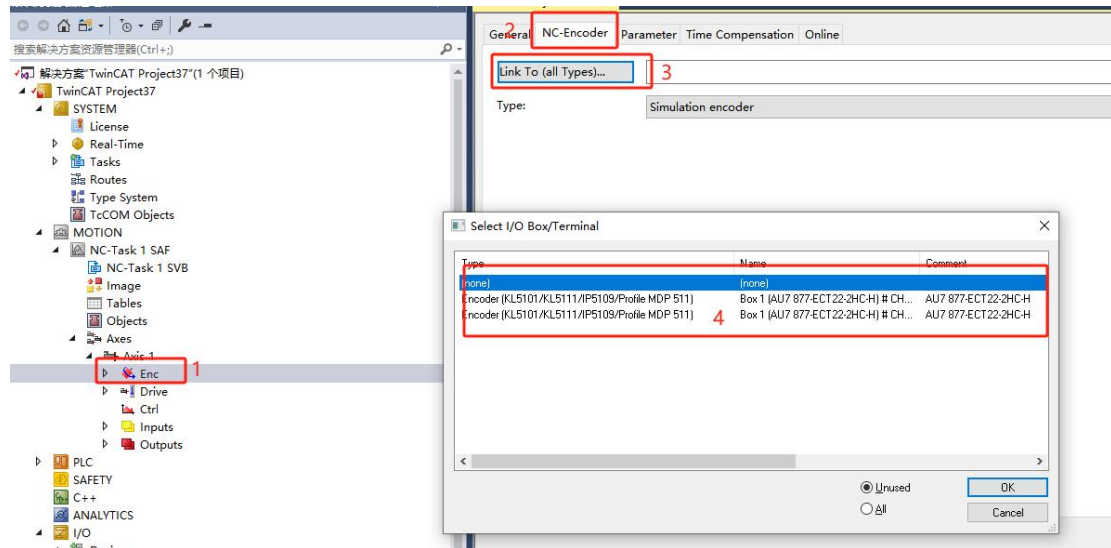 搜索解决方案资源管理器(Ctrl+;)
解决方案"TwinCAT Project37"(1 个项目)
TwinCAT Project37
SYSTEM
License
Real-Time
Tasks
Routes
Type System
TcCOM Objects
MOTION
NC-Task 1 SAF
NC-Task 1 SVB
Image
Tables
Objects
Axes
Axis 1
Enc 1
Drive
Ctrl
Inputs
Outputs
PLC
SAFETY
C++
ANALYTICS
I/O
2
General NC-Encoder Parameter Time Compensation Online
Link To (all Types)... 3
Type: Simulation encoder
Select I/O Box/Terminal
Type Name Comment
(none) (none)
Encoder (KL5101/KL5111/IP5109/Profile MDP 511) Box 1 (AU7 877-ECT22-2HC-H) # CH... AU7 877-ECT22-2HC-H
Encoder (KL5101/KL5111/IP5109/Profile MDP 511) Box 1 (AU7 877-ECT22-2HC-H) # CH... AU7 877-ECT22-2HC-H
4
Unused OK
All Cancel